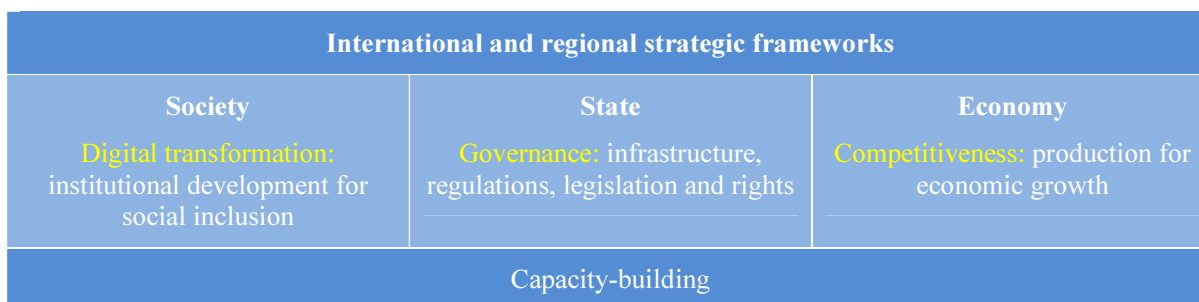 International and regional strategic frameworks
Society
Digital transformation:
institutional development for
social inclusion
State
Governance: infrastructure,
regulations, legislation and rights
Economy
Competitiveness: production for
economic growth
Capacity-building